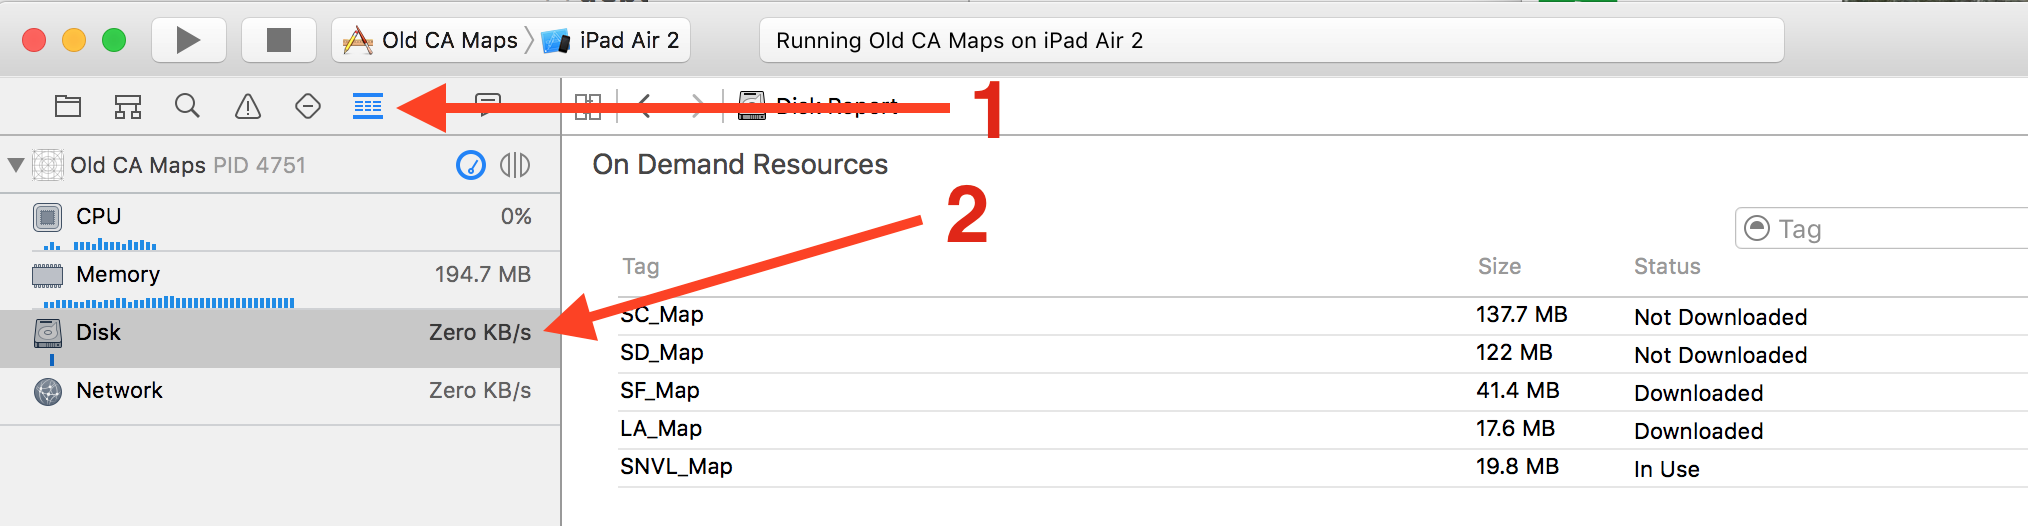 Old CA Maps iPad Air 2 Running Old CA Maps on iPad Air 2
1
Disk Report
Old CA Maps PID 4751
On Demand Resources
2
CPU 0%
Tag
Memory 194.7 MB
Tag Size Status
Disk Zero KB/s
SC_Map 137.7 MB Not Downloaded
SD_Map 122 MB Not Downloaded
Network Zero KB/s
SF_Map 41.4 MB Downloaded
LA_Map 17.6 MB Downloaded
SNVL_Map 19.8 MB In Use